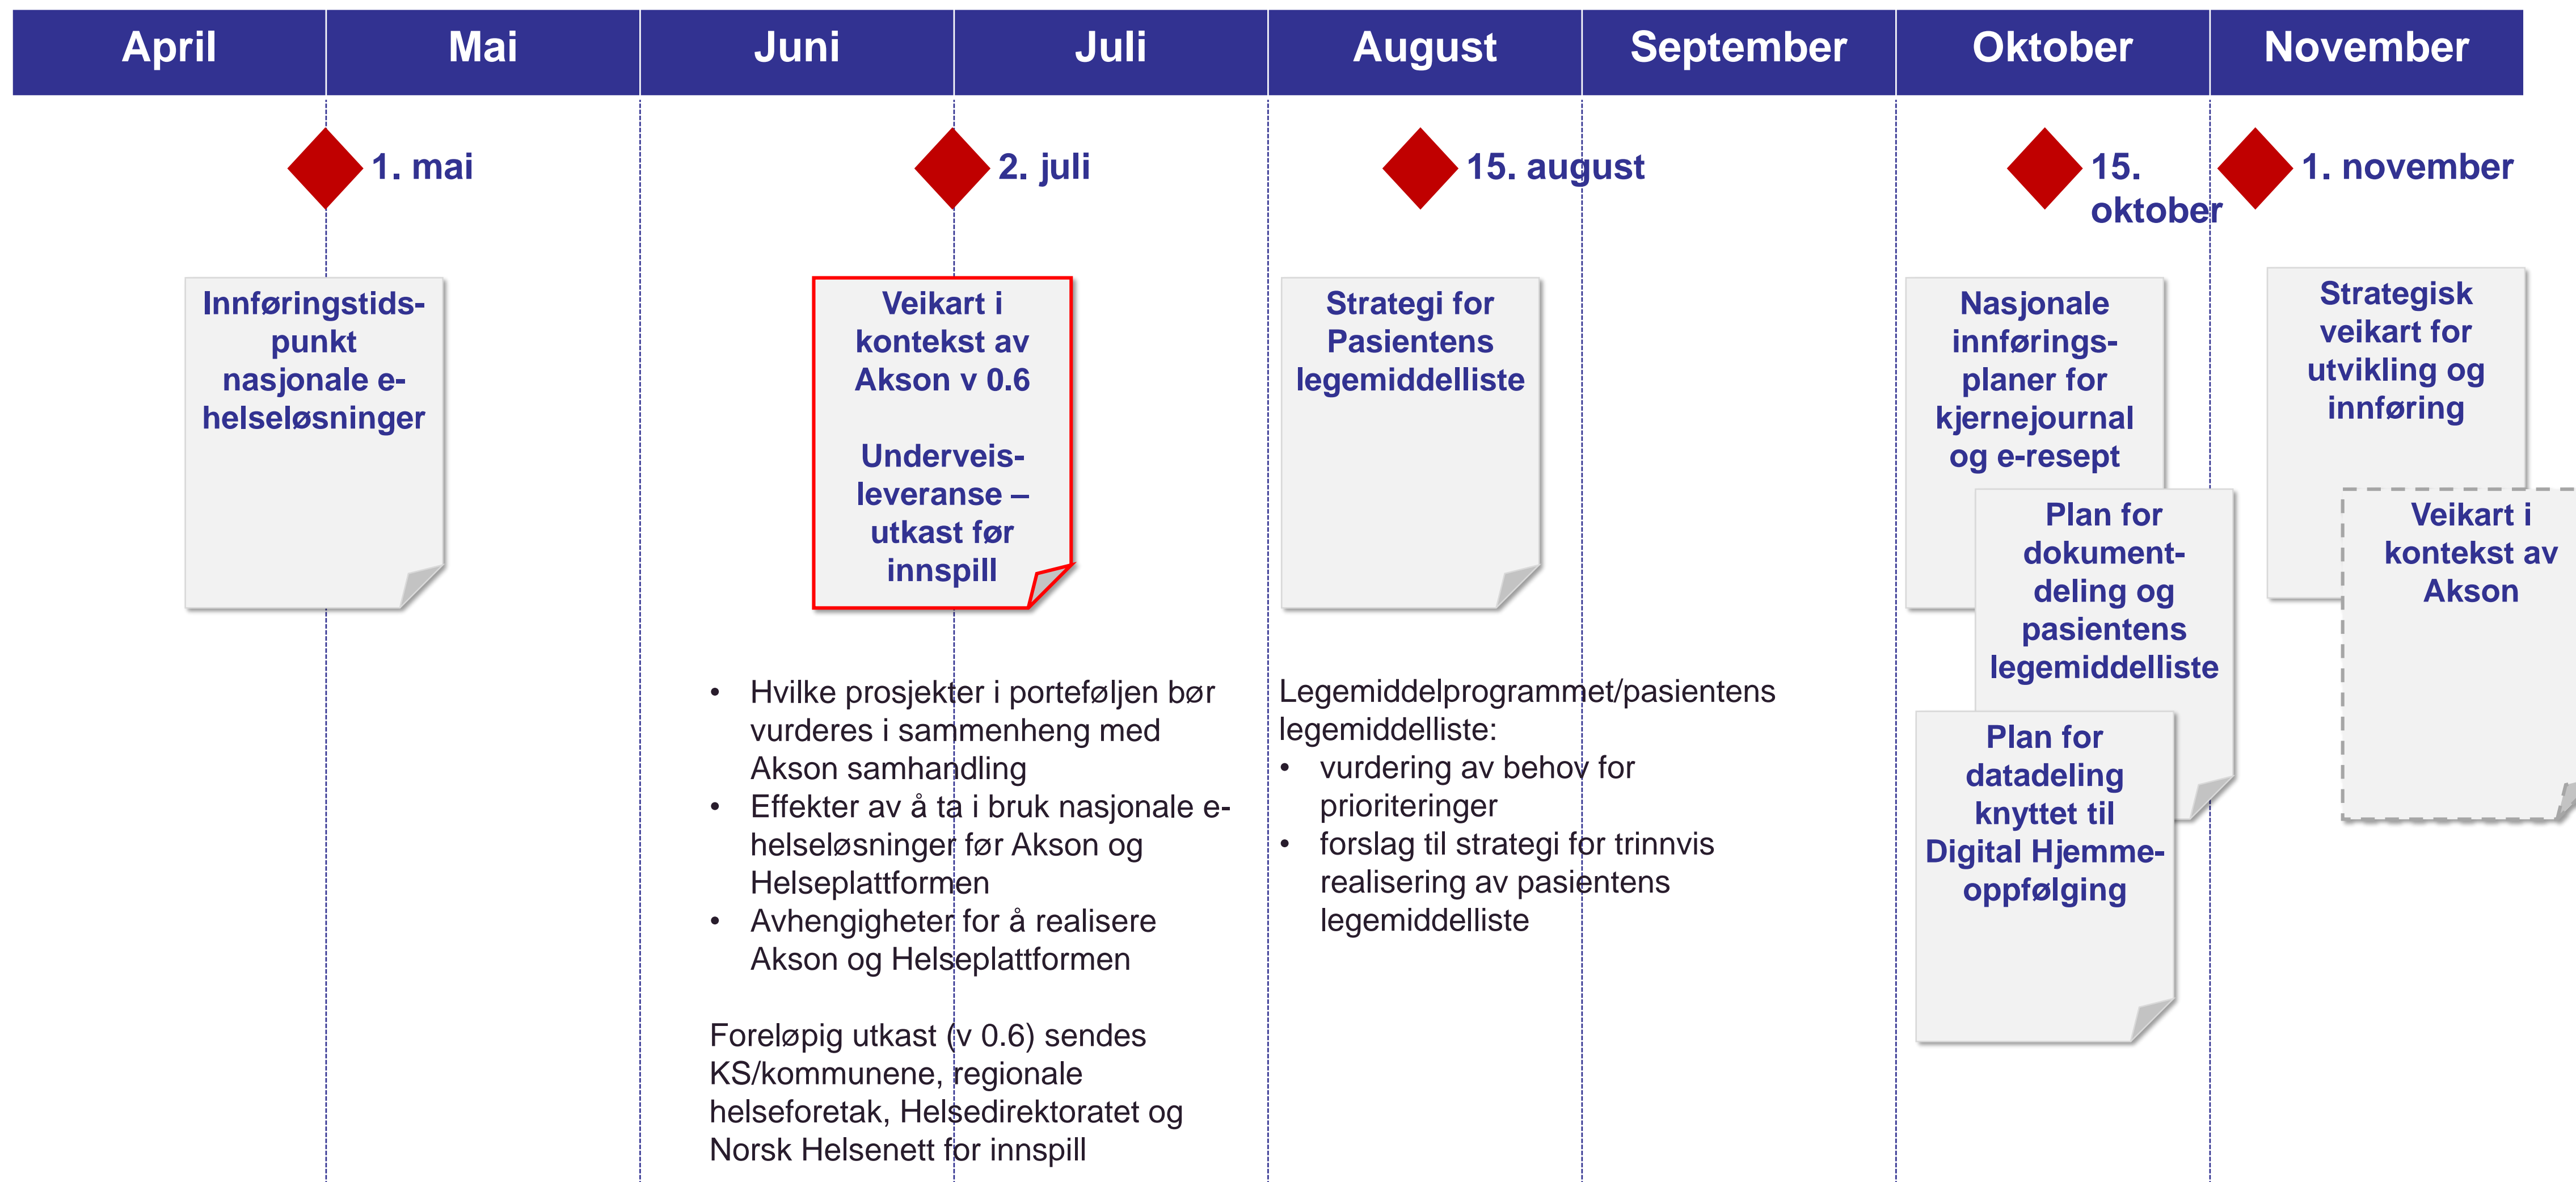 April
Mai
Juni
Juli
August
September
Oktober
November
1. mai
2. juli
15. august
15.
oktober
1. november
Innføringstids-
punkt
nasjonale e-
helseløsninger
Veikart i
kontekst av
Akson v 0.6
Underveis-
leveranse –
utkast før
innspill
Strategi for
Pasientens
legemiddelliste
Nasjonale
innførings-
planer for
kjernejournal
og e-resept
Plan for
dokument-
deling og
pasientens
legemiddelliste
Plan for
datadeling
knyttet til
Digital Hjemme-
oppfølging
Strategisk
veikart for
utvikling og
innføring
Veikart i
kontekst av
Akson
• Hvilke prosjekter i porteføljen bør
vurderes i sammenheng med
Akson samhandling
• Effekter av å ta i bruk nasjonale e-
helseløsninger før Akson og
Helseplattformen
• Avhengigheter for å realisere
Akson og Helseplattformen
Foreløpig utkast (v 0.6) sendes
KS/kommunene, regionale
helseforetak, Helsedirektoratet og
Norsk Helsenett for innspill
Legemiddelprogrammet/pasientens
legemiddelliste:
• vurdering av behov for
prioriteringer
• forslag til strategi for trinnvis
realisering av pasientens
legemiddelliste